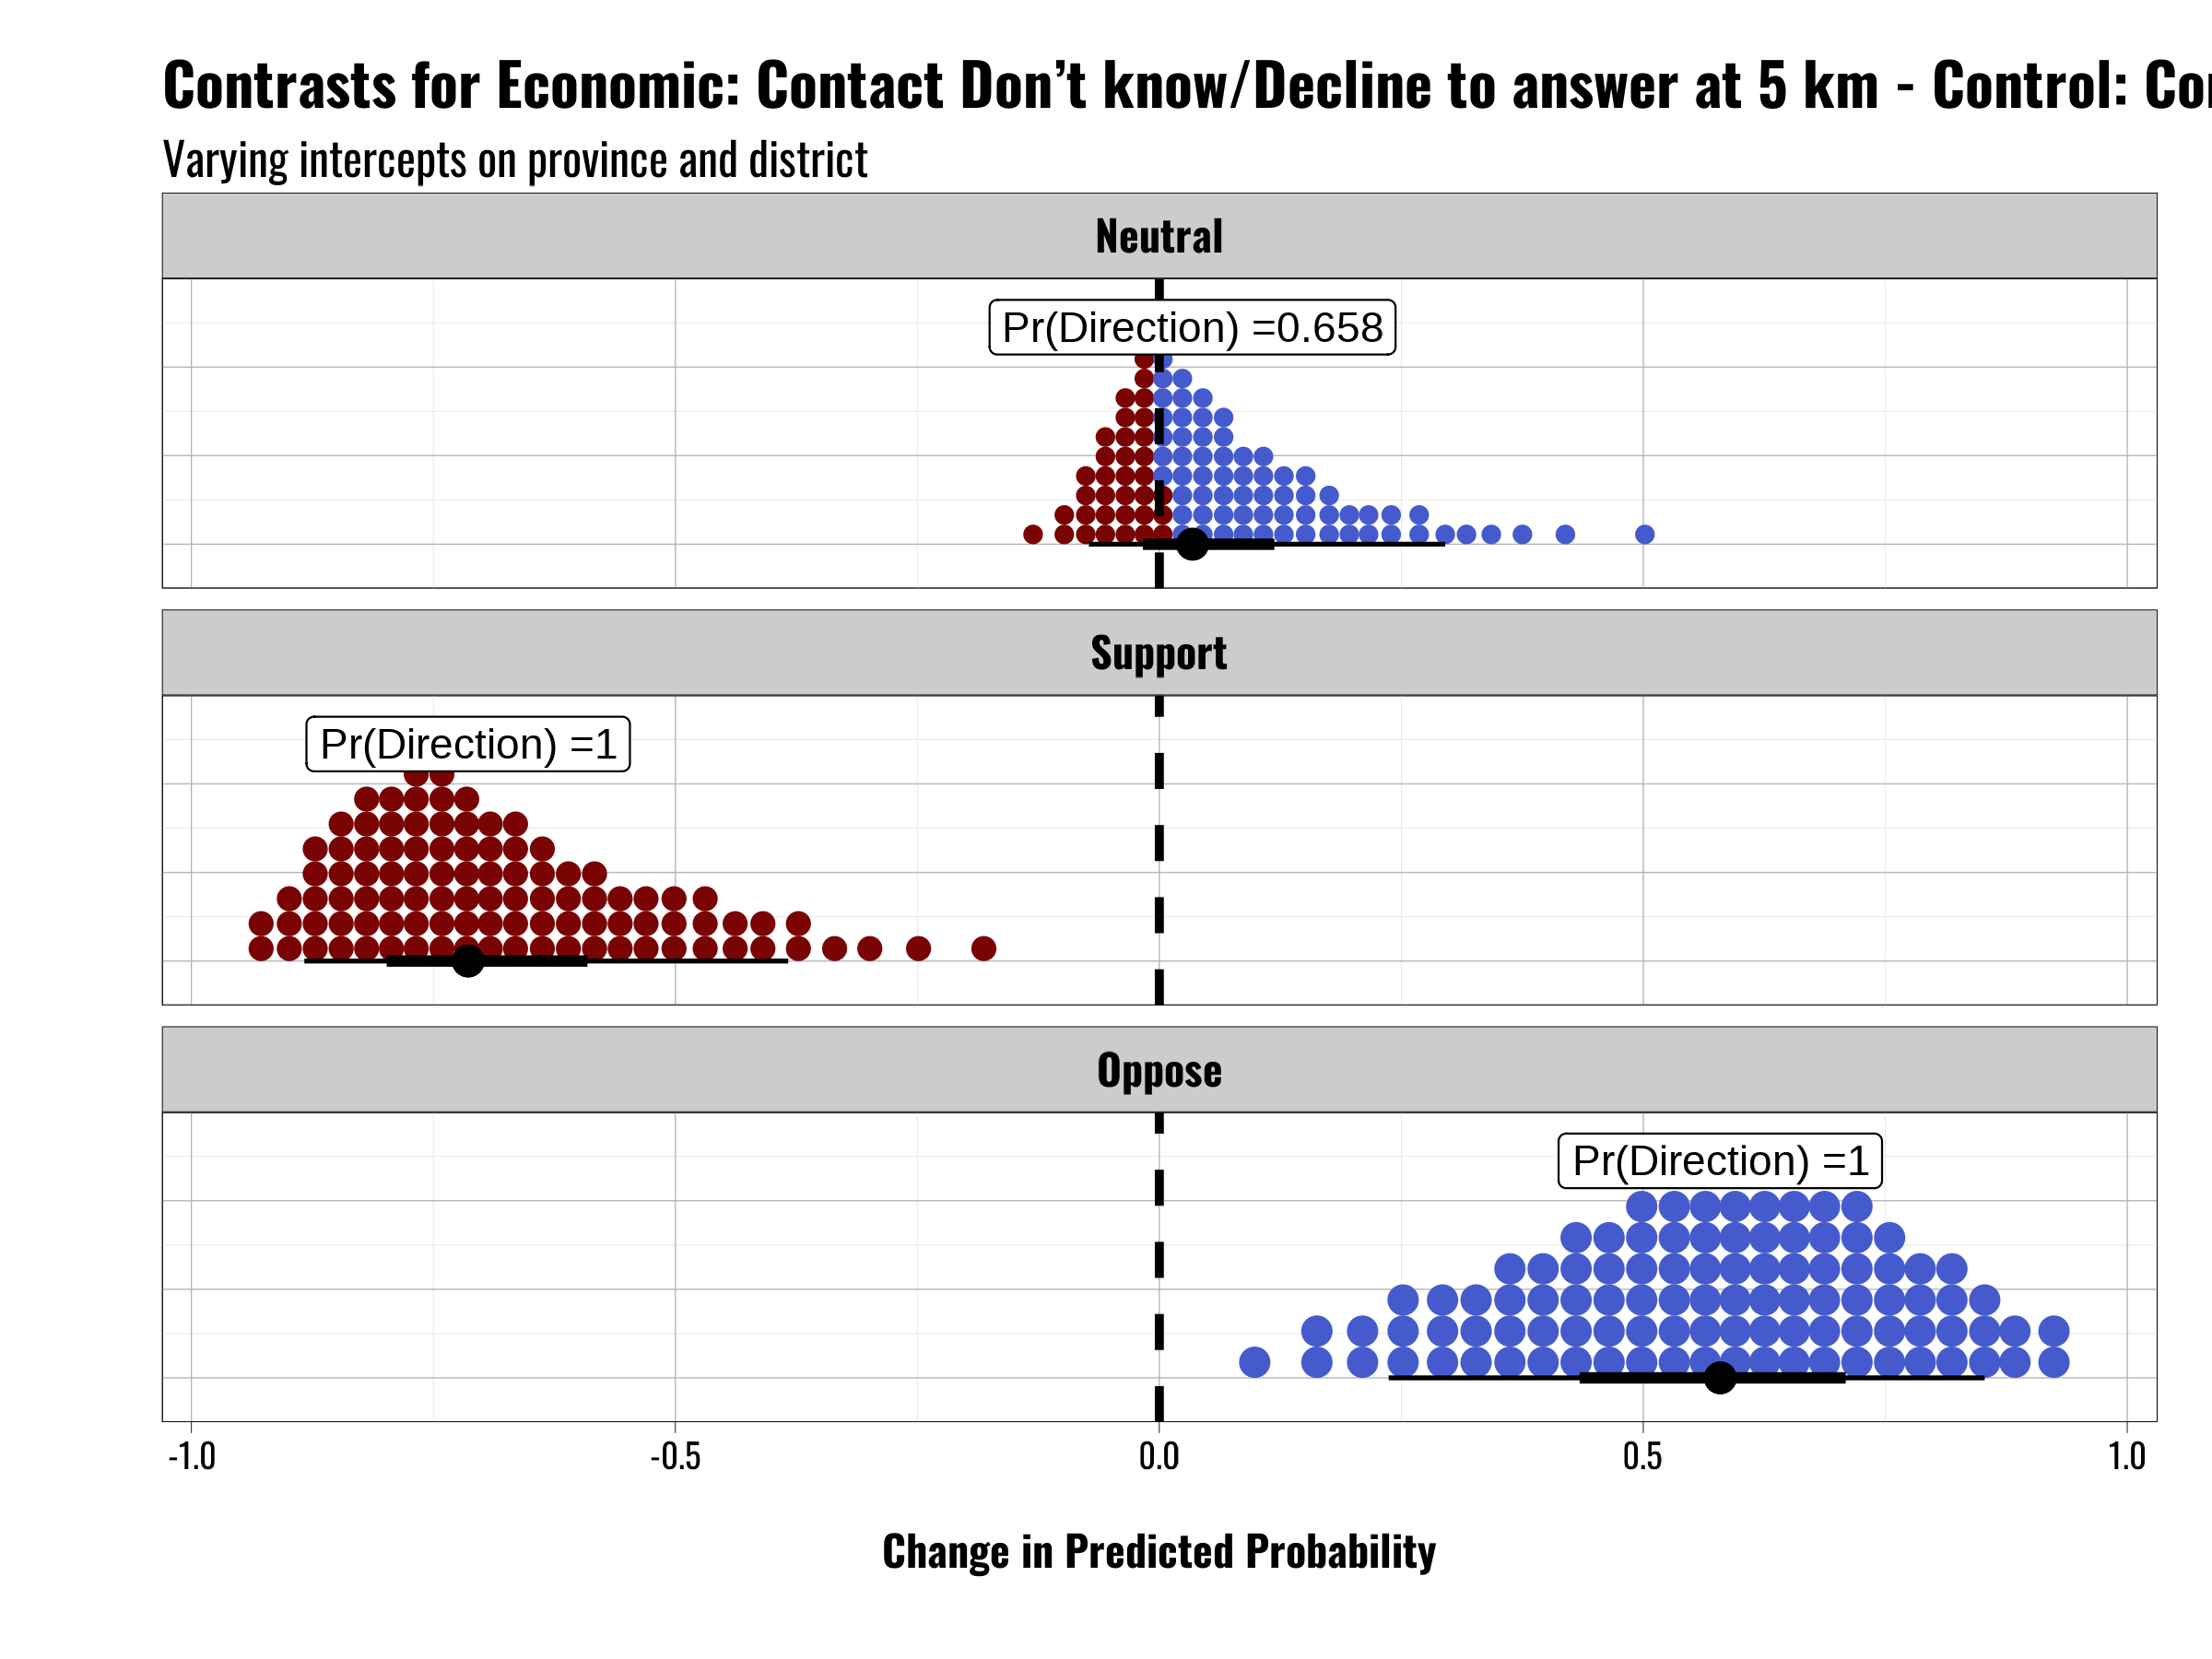 Contrasts for Economic: Contact Don’t know/Decline to answer at 5 km - Control:
Varying intercepts on province and district
Neutral
Pr(Direction) =0.658
Support
Pr(Direction) =1
Oppose
Pr(Direction) =1
-1.0 -0.5 0.0 0.5 1.0
Change in Predicted Probability